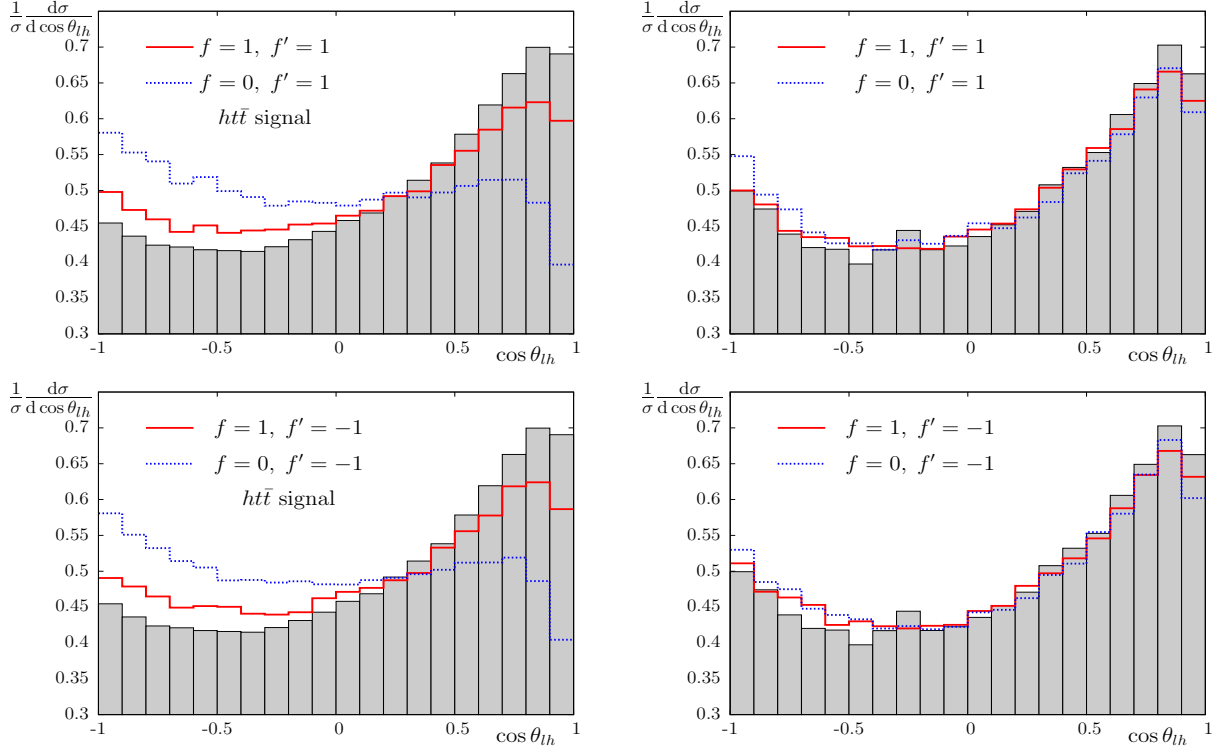 1/σ dσ/d cos θ_lh
0.7
0.65
0.6
0.55
0.5
0.45
0.4
0.35
0.3
f = 1, f′ = 1
f = 0, f′ = 1
htt̄ signal
-1 -0.5 0 0.5 1
cos θ_lh
1/σ dσ/d cos θ_lh
0.7
0.65
0.6
0.55
0.5
0.45
0.4
0.35
0.3
f = 1, f′ = 1
f = 0, f′ = 1
-1 -0.5 0 0.5 1
cos θ_lh
1/σ dσ/d cos θ_lh
0.7
0.65
0.6
0.55
0.5
0.45
0.4
0.35
0.3
f = 1, f′ = −1
f = 0, f′ = −1
htt̄ signal
-1 -0.5 0 0.5 1
cos θ_lh
1/σ dσ/d cos θ_lh
0.7
0.65
0.6
0.55
0.5
0.45
0.4
0.35
0.3
f = 1, f′ = −1
f = 0, f′ = −1
-1 -0.5 0 0.5 1
cos θ_lh